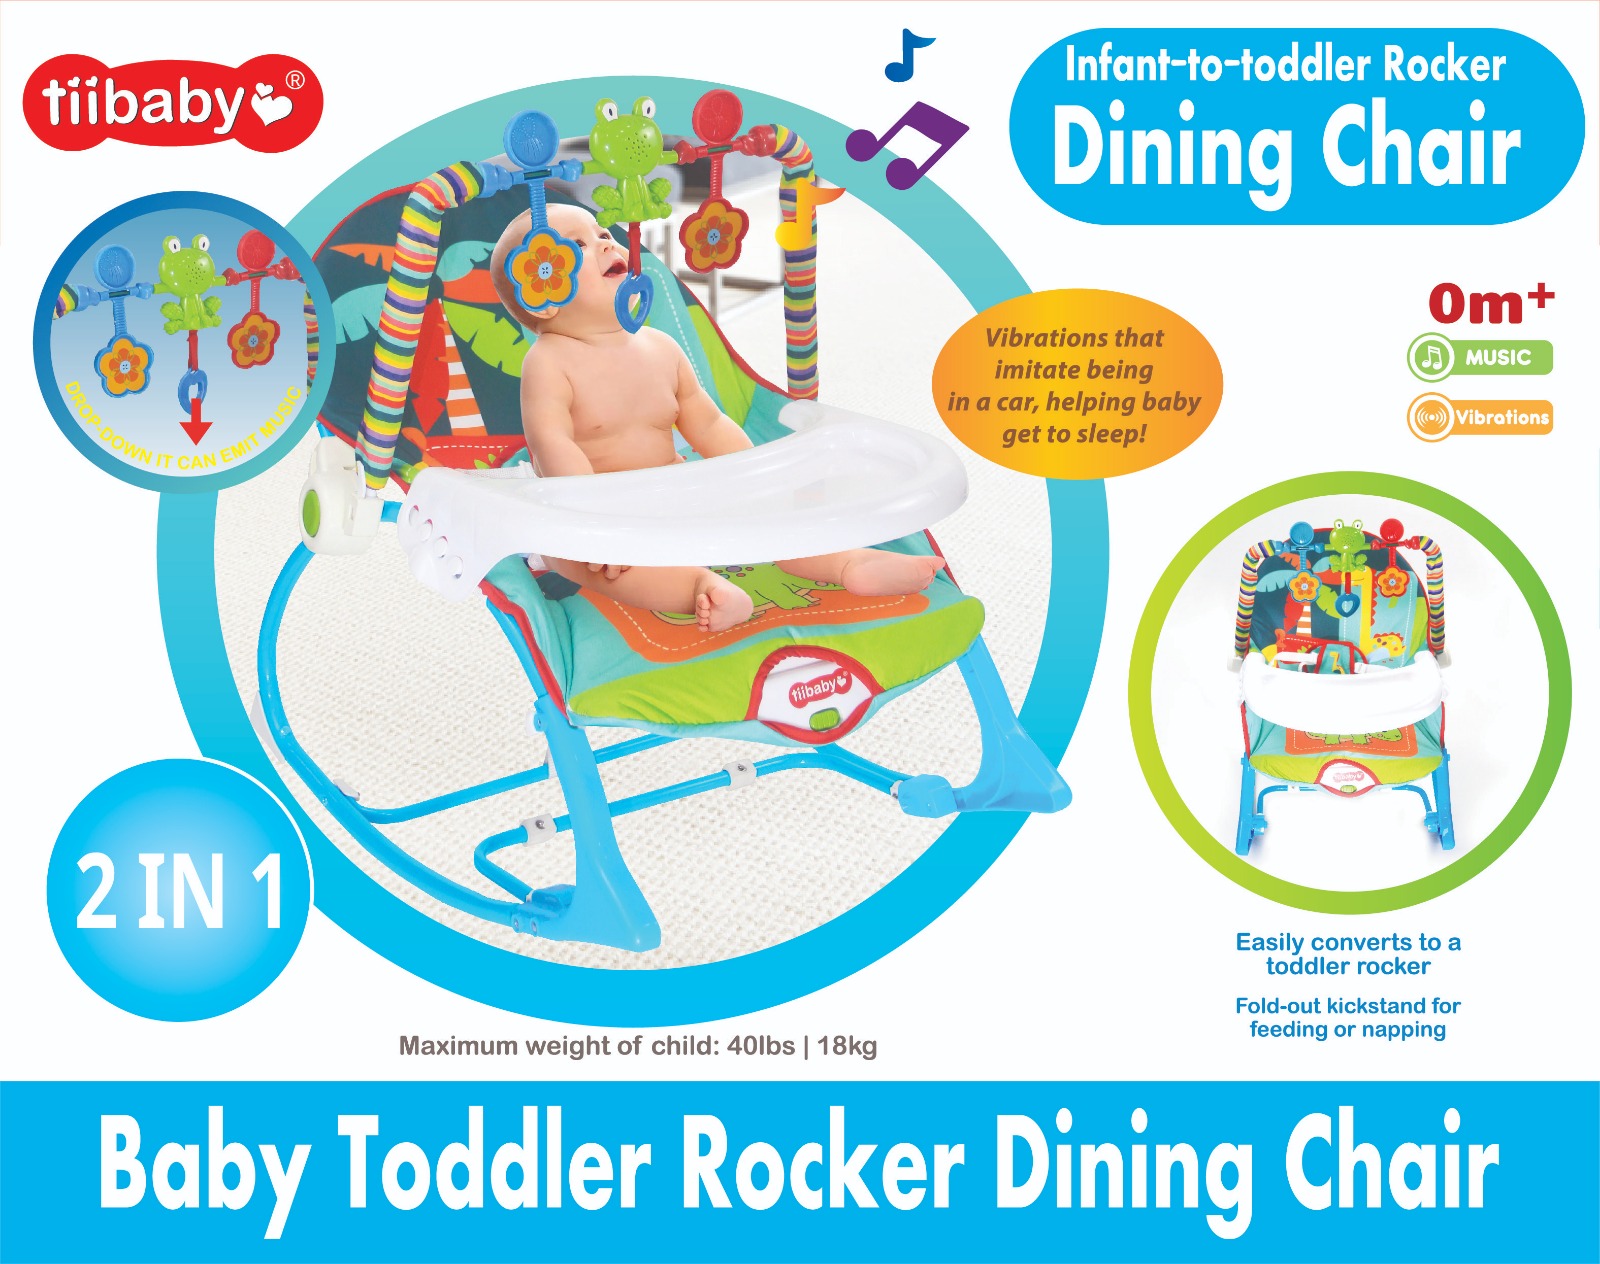 tiibaby®
Infant-to-toddler Rocker
Dining Chair
0m+
MUSIC
Vibrations
Vibrations that
imitate being
in a car, helping baby
get to sleep!
DROP-DOWN IT CAN EMIT MUSIC
tiibaby
tiibaby
2 IN 1
Easily converts to a
toddler rocker
Fold-out kickstand for
feeding or napping
Maximum weight of child: 40lbs | 18kg
Baby Toddler Rocker Dining Chair